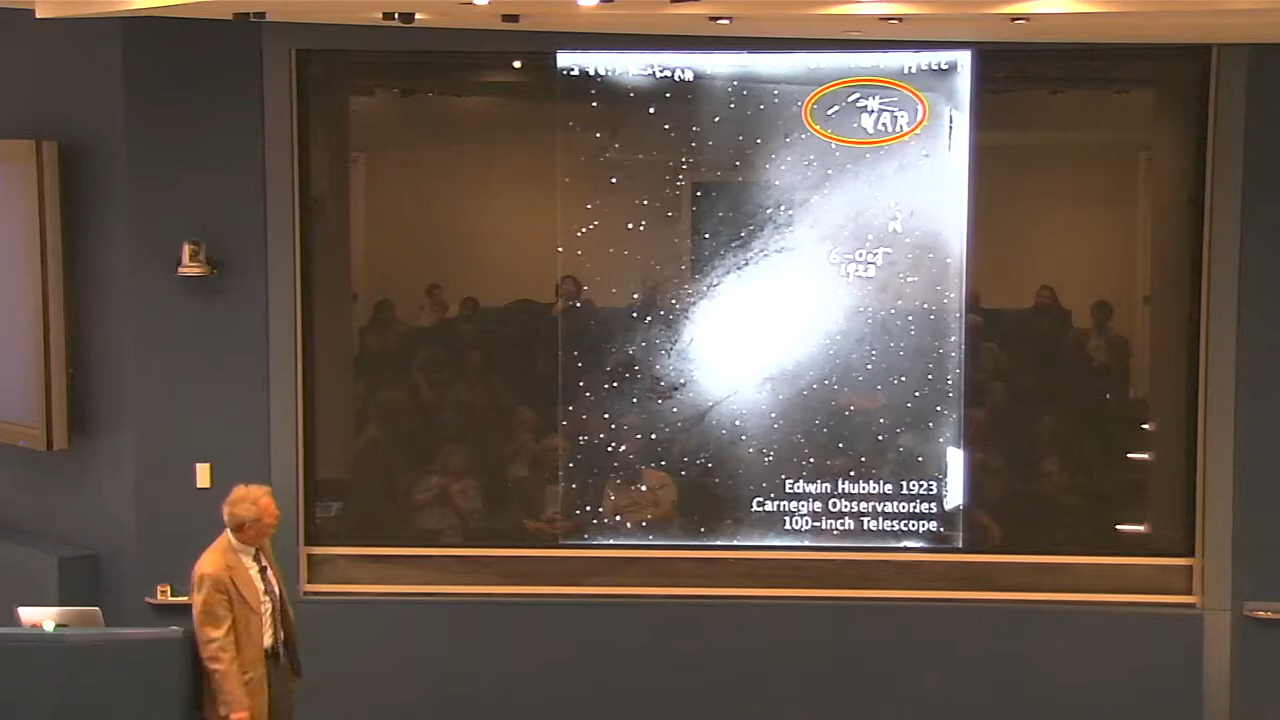 N
VAR
N
6-Oct
1923
Edwin Hubble 1923
Carnegie Observatories
100-inch Telescope